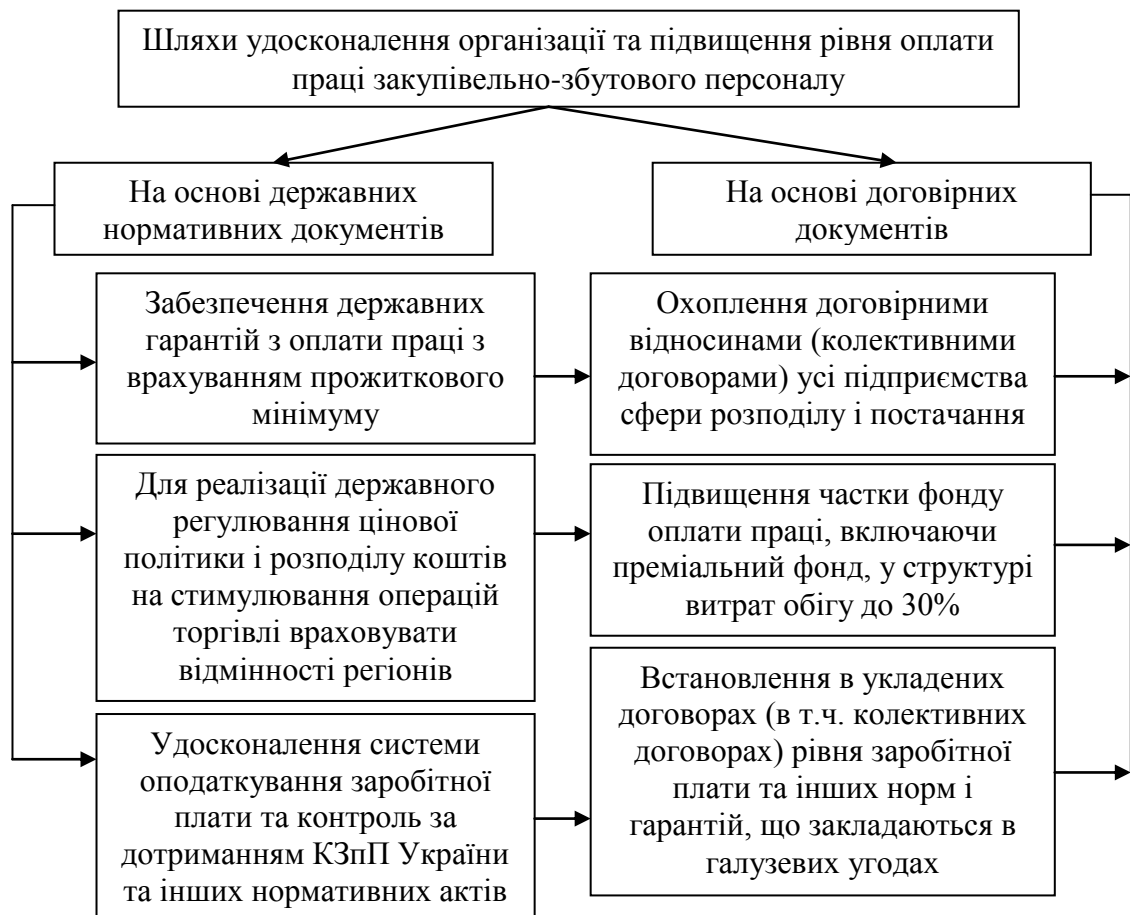 Шляхи удосконалення організації та підвищення рівня оплати
праці закупівельно-збутового персоналу
На основі державних
нормативних документів
На основі договірних
документів
Забезпечення державних
гарантій з оплати праці з
врахуванням прожиткового
мінімуму
Охоплення договірними
відносинами (колективними
договорами) усі підприємства
сфери розподілу і постачання
Для реалізації державного
регулювання цінової
політики і розподілу коштів
на стимулювання операцій
торгівлі враховувати
відмінності регіонів
Підвищення частки фонду
оплати праці, включаючи
преміальний фонд, у структурі
витрат обігу до 30%
Удосконалення системи
оподаткування заробітної
плати та контроль за
дотриманням КЗпП України
та інших нормативних актів
Встановлення в укладених
договорах (в т.ч. колективних
договорах) рівня заробітної
плати та інших норм і
гарантій, що закладаються в
галузевих угодах